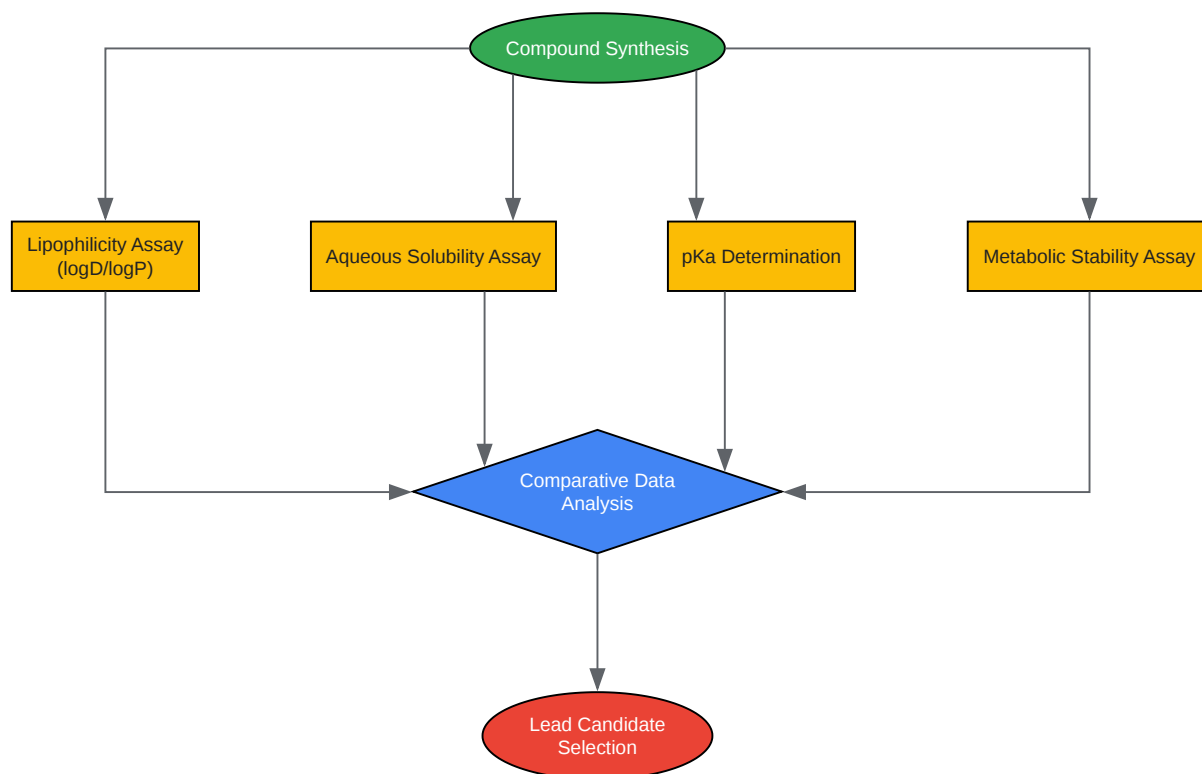 Compound Synthesis
Lipophilicity Assay
(logD/logP)
Aqueous Solubility Assay
pKa Determination
Metabolic Stability Assay
Comparative Data
Analysis
Lead Candidate
Selection